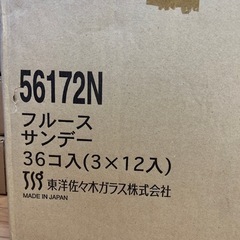 56172N
フルース
サンデー
36コ入(3×12入)
TSG 東洋佐々木ガラス株式会社
MADE IN JAPAN